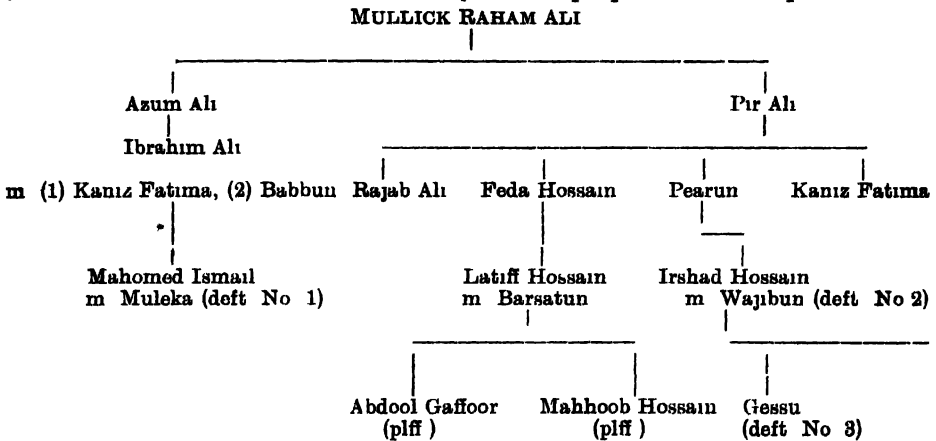 MULLICK RAHAM ALI
Azum Ali Pir Ali
Ibrahim Ali
m (1) Kaniz Fatima, (2) Babbun Rajab Ali Feda Hossain Pearun Kaniz Fatima
Mahomed Ismail Latiff Hossain Irshad Hossain
m Muleka (deft No 1) m Barsatun m Wajibun (deft No 2)
Abdool Gaffoor Mahhoob Hossain Gessu
(plff) (plff) (deft No 3)